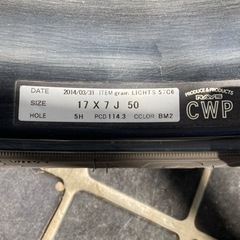 DATE 2014/03/31 ITEM gram LIGHTS 57C6
SIZE 17 X 7 J 50
HOLE 5H PCD 114.3 COLOR BM2
PRODUCE & PRODUCTS
RAYS
CWP